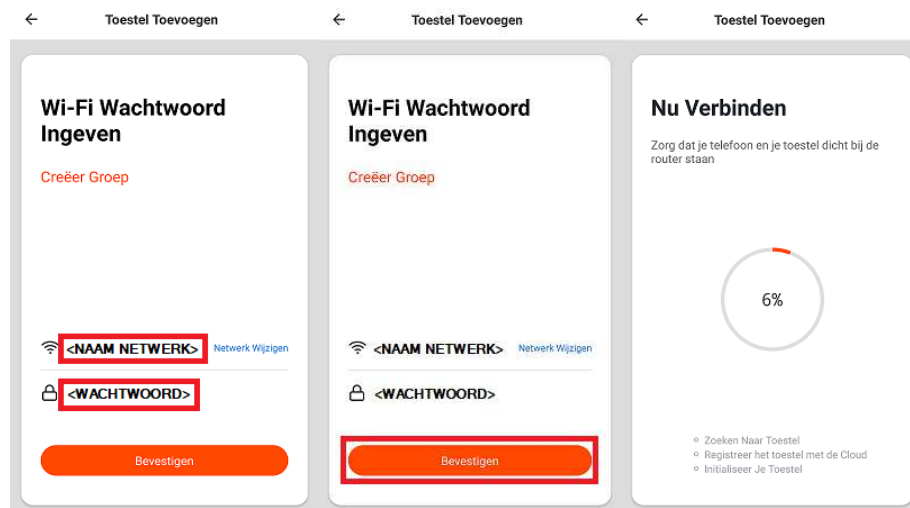 Toestel Toevoegen
Wi-Fi Wachtwoord
Ingeven
Creëer Groep
<NAAM NETWERK> Netwerk Wijzigen
<WACHTWOORD>
Bevestigen
Toestel Toevoegen
Wi-Fi Wachtwoord
Ingeven
Creëer Groep
<NAAM NETWERK> Netwerk Wijzigen
<WACHTWOORD>
Bevestigen
Toestel Toevoegen
Nu Verbinden
Zorg dat je telefoon en je toestel dicht bij de
router staan
6%
Zoeken Naar Toestel
Registreer het toestel met de Cloud
Initialiseer Je Toestel